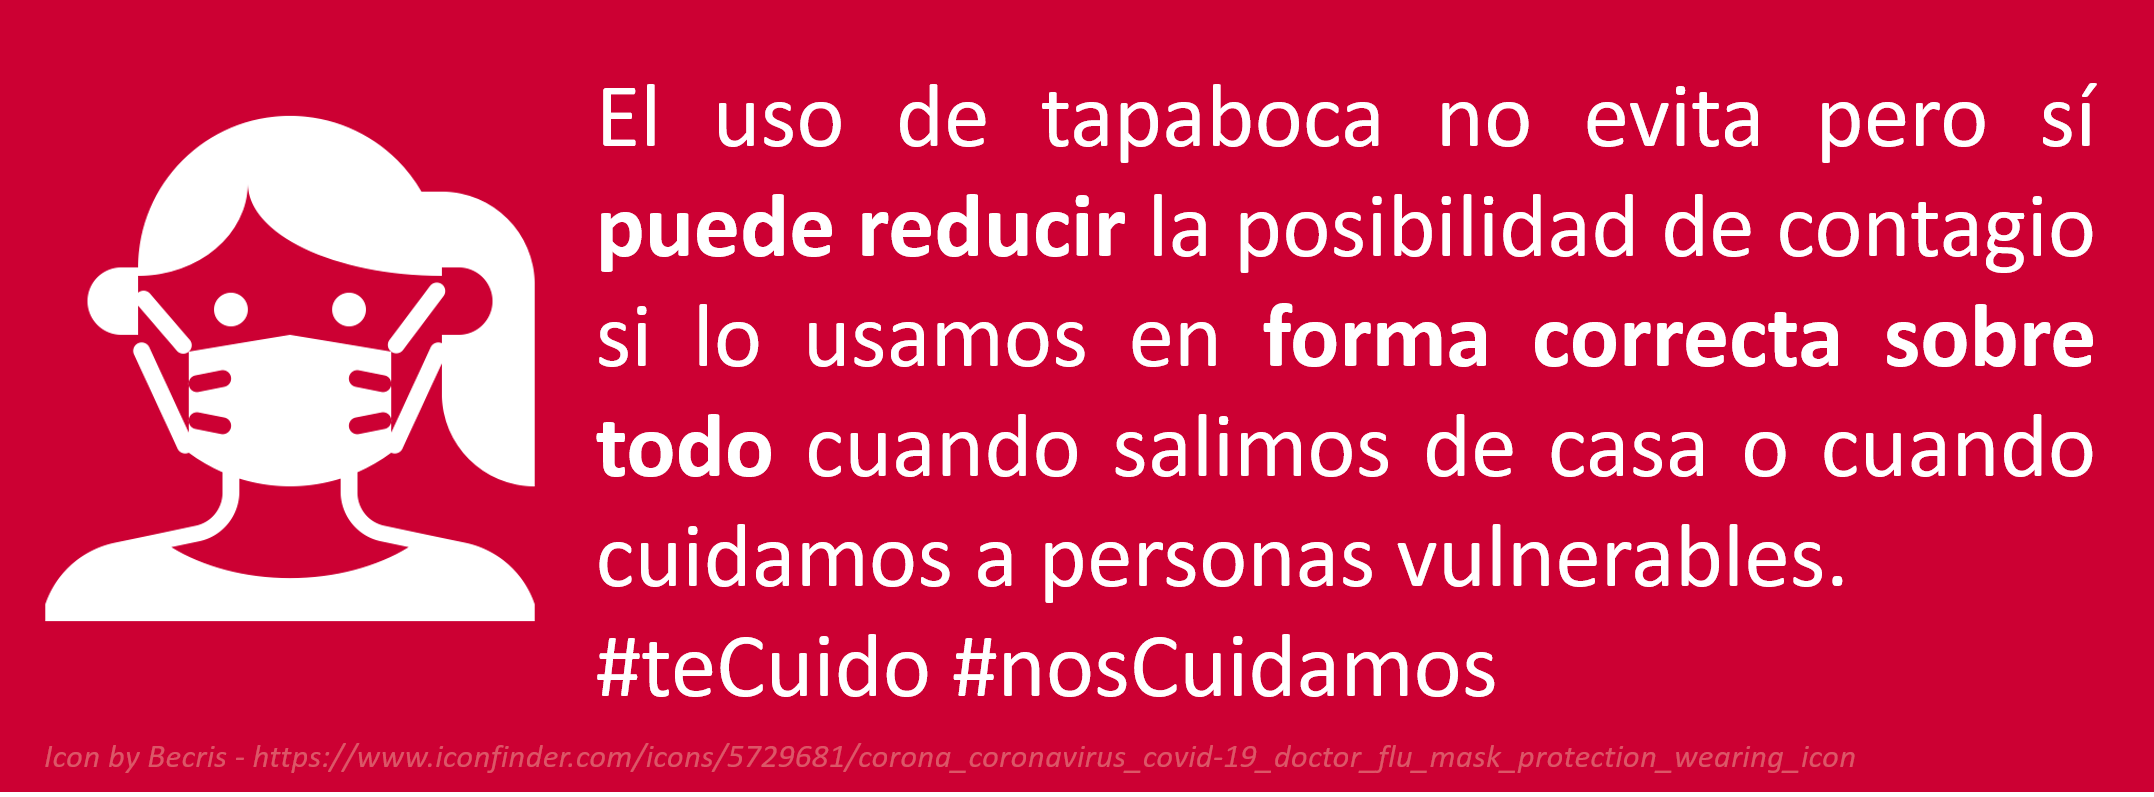 El uso de tapaboca no evita pero sí
puede reducir la posibilidad de contagio
si lo usamos en forma correcta sobre
todo cuando salimos de casa o cuando
cuidamos a personas vulnerables.
#teCuido #nosCuidamos
Icon by Becris - https://www.iconfinder.com/icons/5729681/corona_coronavirus_covid-19_doctor_flu_mask_protection_wearing_icon